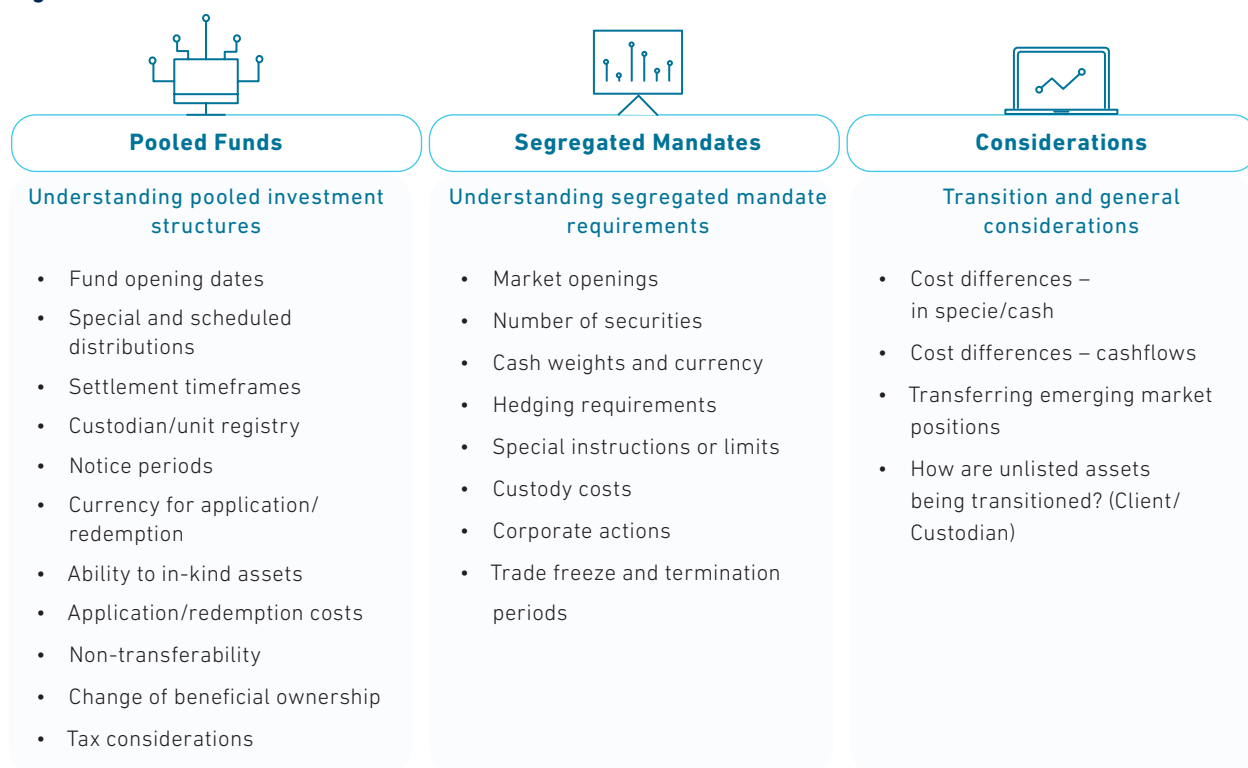 Pooled Funds
Understanding pooled investment
structures
• Fund opening dates
• Special and scheduled
distributions
• Settlement timeframes
• Custodian/unit registry
• Notice periods
• Currency for application/
redemption
• Ability to in-kind assets
• Application/redemption costs
• Non-transferability
• Change of beneficial ownership
• Tax considerations
Segregated Mandates
Understanding segregated mandate
requirements
• Market openings
• Number of securities
• Cash weights and currency
• Hedging requirements
• Special instructions or limits
• Custody costs
• Corporate actions
• Trade freeze and termination
periods
Considerations
Transition and general
considerations
• Cost differences –
in specie/cash
• Cost differences – cashflows
• Transferring emerging market
positions
• How are unlisted assets
being transitioned? (Client/
Custodian)